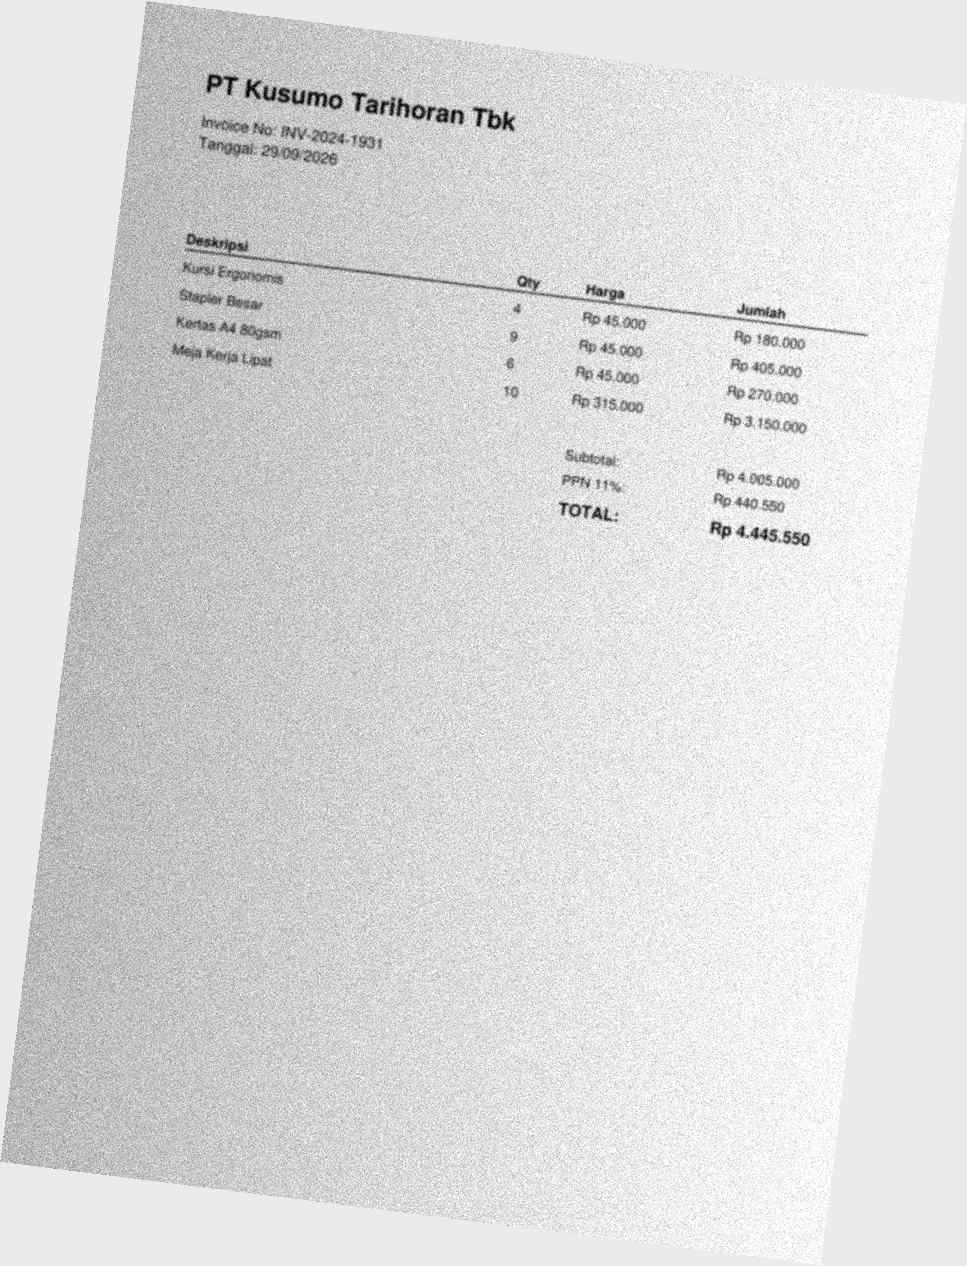 PT Kusumo Tarihoran Tbk
Invoice No: INV-2024-1931
Tanggal: 29/09/2026
Deskripsi Qty Harga Jumlah
Kursi Ergonomis 4 Rp 45.000 Rp 180.000
Stapler Besar 9 Rp 45.000 Rp 405.000
Kertas A4 80gsm 6 Rp 45.000 Rp 270.000
Meja Kerja Lipat 10 Rp 315.000 Rp 3.150.000
Subtotal: Rp 4.005.000
PPN 11%: Rp 440.550
TOTAL: Rp 4.445.550